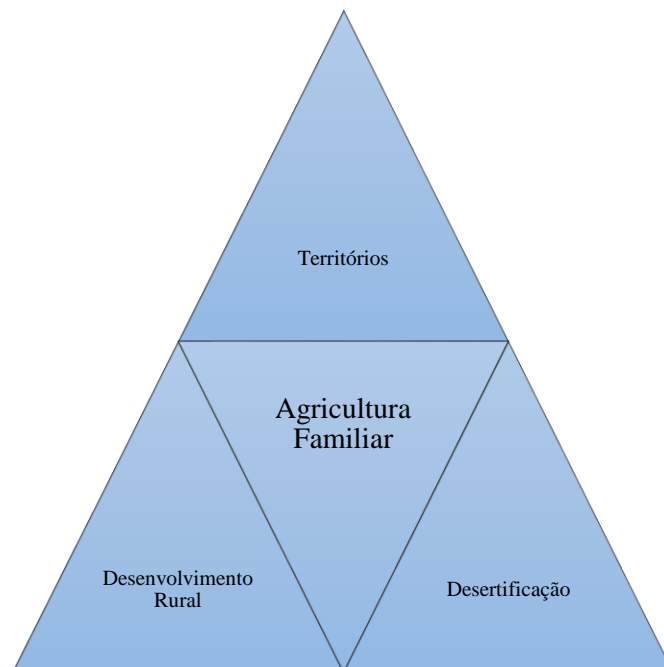 Territórios
Agricultura
Familiar
Desenvolvimento
Rural
Desertificação